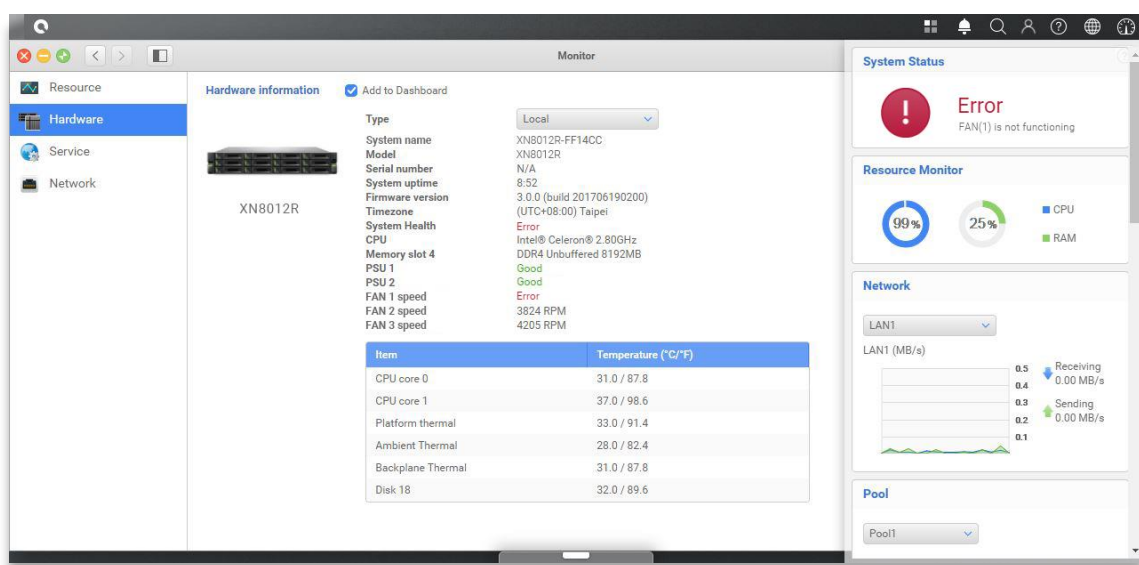 Monitor
Resource
Hardware
Service
Network
Hardware information
Add to Dashboard
XN8012R
Type Local
System name XN8012R-FF14CC
Model XN8012R
Serial number N/A
System uptime 8:52
Firmware version 3.0.0 (build 201706190200)
Timezone (UTC+08:00) Taipei
System Health Error
CPU Intel® Celeron® 2.80GHz
Memory slot 4 DDR4 Unbuffered 8192MB
PSU 1 Good
PSU 2 Good
FAN 1 speed Error
FAN 2 speed 3824 RPM
FAN 3 speed 4205 RPM
Item Temperature (°C/°F)
CPU core 0 31.0 / 87.8
CPU core 1 37.0 / 98.6
Platform thermal 33.0 / 91.4
Ambient Thermal 28.0 / 82.4
Backplane Thermal 31.0 / 87.8
Disk 18 32.0 / 89.6
System Status
Error
FAN(1) is not functioning
Resource Monitor
99%
25%
CPU
RAM
Network
LAN1
LAN1 (MB/s)
0.5
0.4
0.3
0.2
0.1
Receiving
0.00 MB/s
Sending
0.00 MB/s
Pool
Pool1